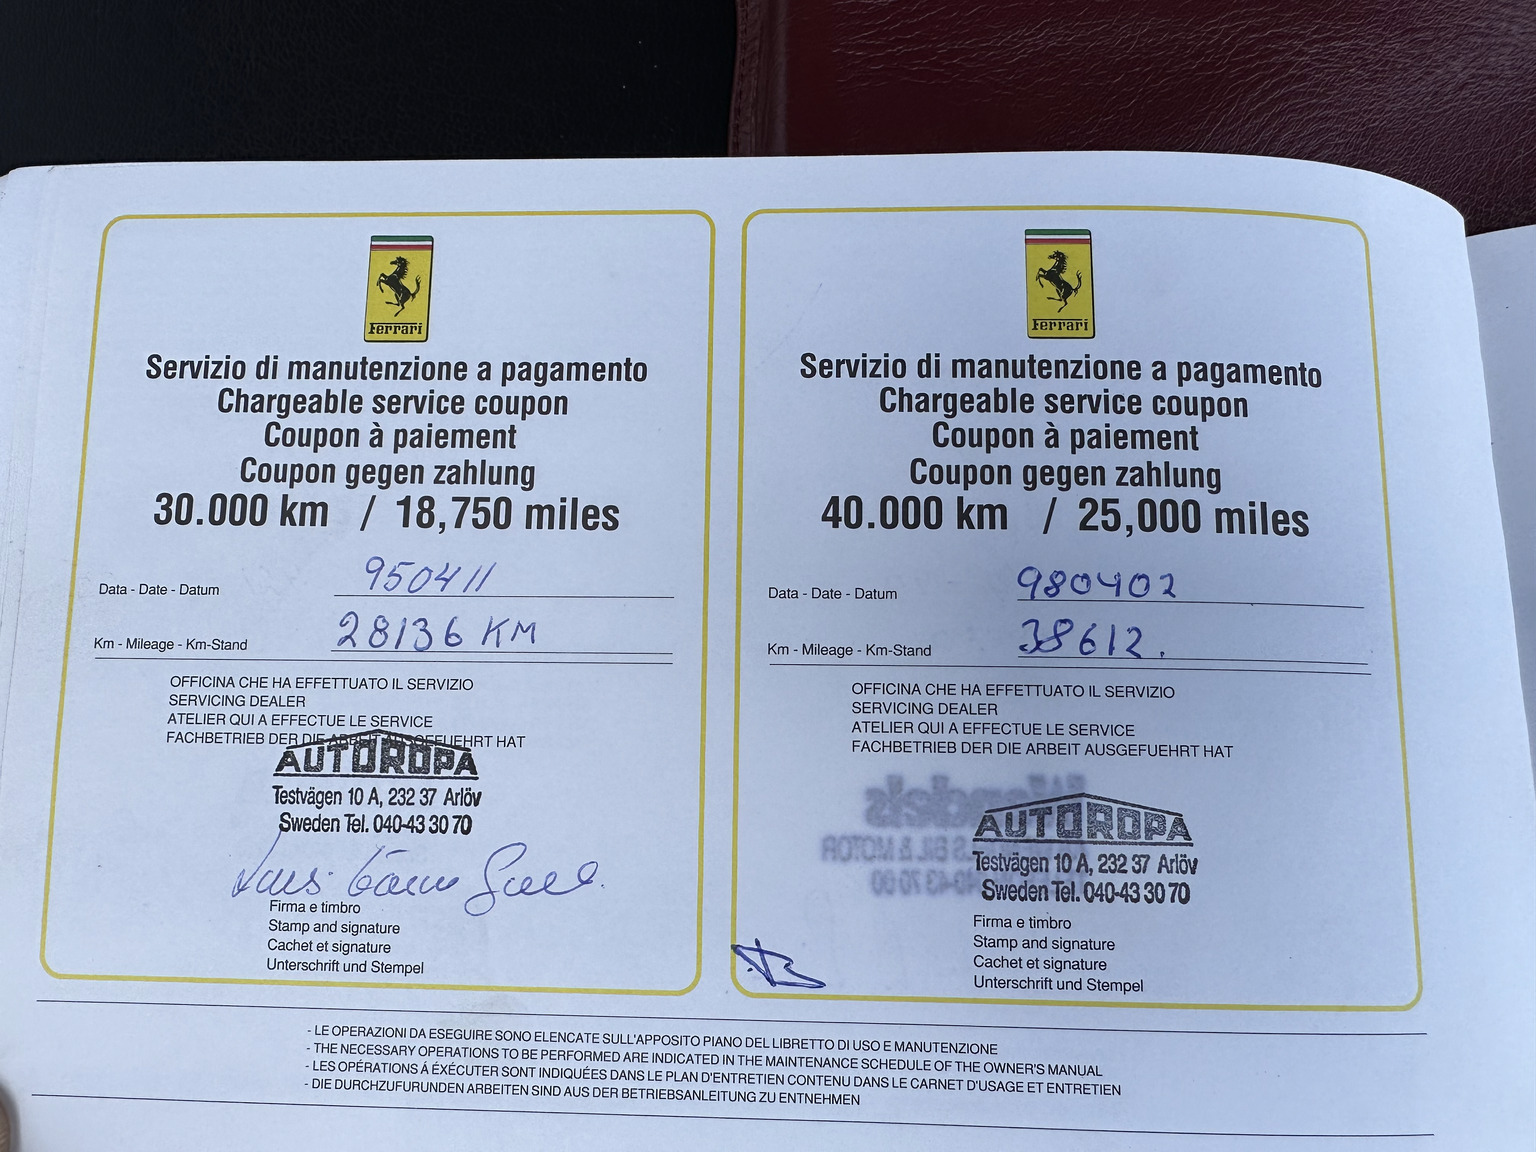 Ferrari
Servizio di manutenzione a pagamento
Chargeable service coupon
Coupon à paiement
Coupon gegen zahlung
30.000 km / 18,750 miles
Data - Date - Datum 950411
Km - Mileage - Km-Stand 28136 KM
OFFICINA CHE HA EFFETTUATO IL SERVIZIO
SERVICING DEALER
ATELIER QUI A EFFECTUE LE SERVICE
FACHBETRIEB DER DIE ARBEIT AUSGEFUEHRT HAT
AUTOROPA
Testvägen 10 A, 232 37 Arlöv
Sweden Tel. 040-43 30 70
Firma e timbro
Stamp and signature
Cachet et signature
Unterschrift und Stempel
Ferrari
Servizio di manutenzione a pagamento
Chargeable service coupon
Coupon à paiement
Coupon gegen zahlung
40.000 km / 25,000 miles
Data - Date - Datum 980402
Km - Mileage - Km-Stand 38612.
OFFICINA CHE HA EFFETTUATO IL SERVIZIO
SERVICING DEALER
ATELIER QUI A EFFECTUE LE SERVICE
FACHBETRIEB DER DIE ARBEIT AUSGEFUEHRT HAT
AUTOROPA
Testvägen 10 A, 232 37 Arlöv
Sweden Tel. 040-43 30 70
Firma e timbro
Stamp and signature
Cachet et signature
Unterschrift und Stempel
- LE OPERAZIONI DA ESEGUIRE SONO ELENCATE SULL'APPOSITO PIANO DEL LIBRETTO DI USO E MANUTENZIONE
- THE NECESSARY OPERATIONS TO BE PERFORMED ARE INDICATED IN THE MAINTENANCE SCHEDULE OF THE OWNER'S MANUAL
- LES OPÉRATIONS Á ÉXÉCUTER SONT INDIQUÉES DANS LE PLAN D'ENTRETIEN CONTENU DANS LE CARNET D'USAGE ET ENTRETIEN
- DIE DURCHZUFURUNDEN ARBEITEN SIND AUS DER BETRIEBSANLEITUNG ZU ENTNEHMEN